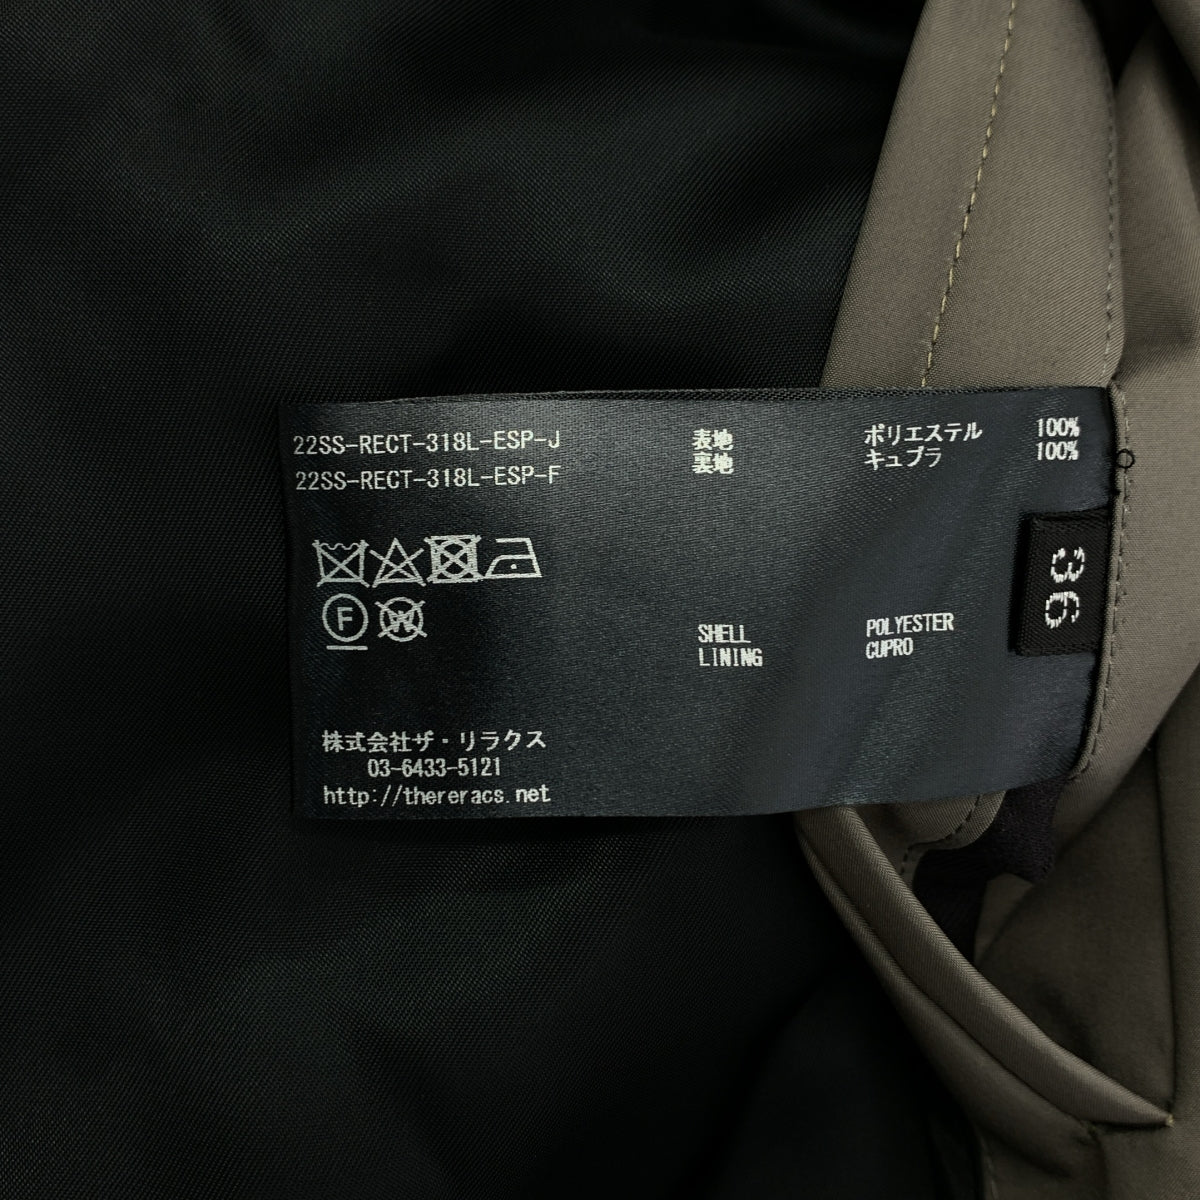 22SS-RECT-318L-ESP-J
22SS-RECT-318L-ESP-F
表地 ポリエステル 100%
裏地 キュプラ 100%
F
W
SHELL POLYESTER
LINING CUPRO
36
株式会社ザ・リラクス
03-6433-5121
http://thereracs.net